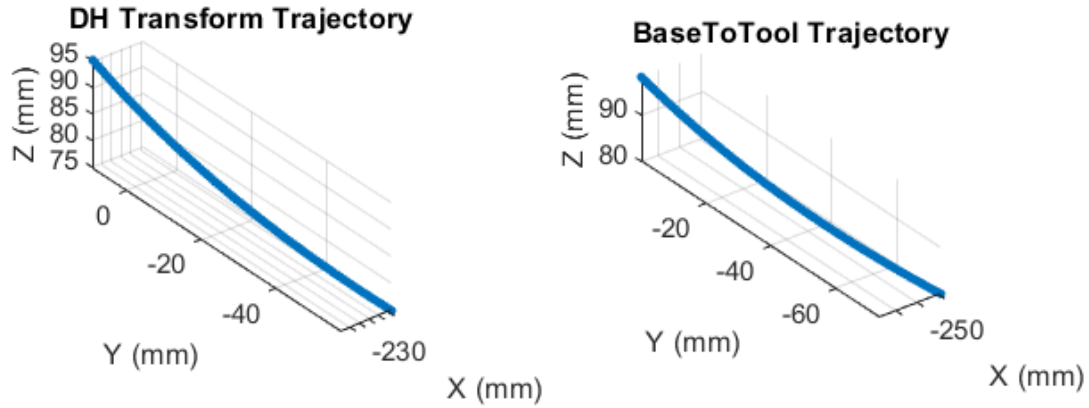 DH Transform Trajectory
95
90
85
80
75
Z (mm)
0
-20
-40
Y (mm)
-230
X (mm)
BaseToTool Trajectory
90
80
Z (mm)
-20
-40
-60
Y (mm)
-250
X (mm)